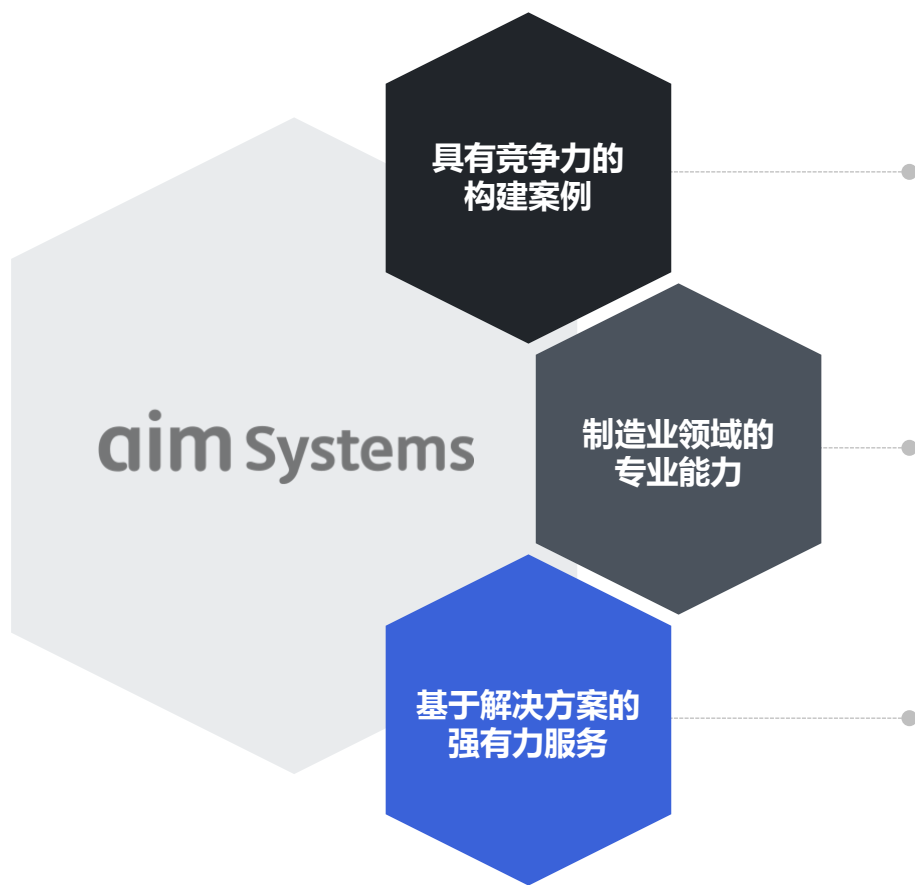 具有竞争力的
构建案例
aim Systems
制造业领域的
专业能力
基于解决方案的
强有力服务